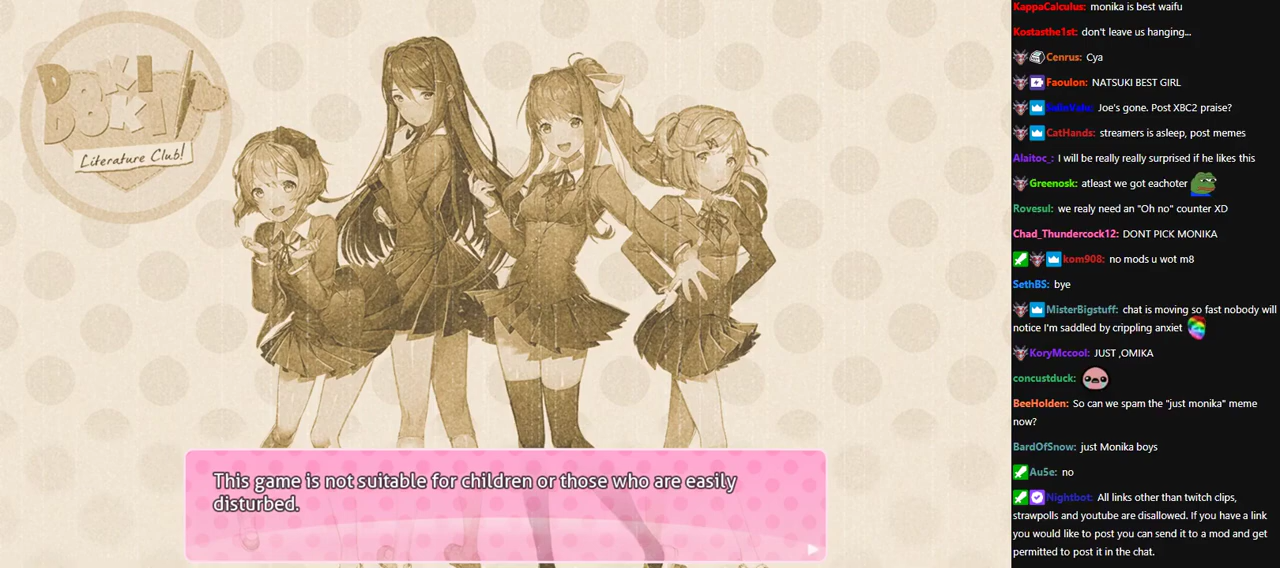 DOKI
DOKI
Literature Club!
This game is not suitable for children or those who are easily
disturbed.
KappaCalculus: monika is best waifu
Kostasthe1st: don't leave us hanging...
Cenrus: Cya
Faoulon: NATSUKI BEST GIRL
Joe's gone. Post XBC2 praise?
CatHands: streamers is asleep, post memes
Alaitoc_: I will be really really surprised if he likes this
Greenosk: atleast we got eachoter
Rovesul: we realy need an "Oh no" counter XD
Chad_Thundercock12: DONT PICK MONIKA
kom908: no mods u wot m8
SethBS: bye
MisterBigstuff: chat is moving so fast nobody will
notice I'm saddled by crippling anxiet
KoryMccool: JUST ,OMIKA
concustduck:
BeeHolden: So can we spam the "just monika" meme
now?
BardOfSnow: just Monika boys
Au5e: no
Nightbot: All links other than twitch clips,
strawpolls and youtube are disallowed. If you have a link
you would like to post you can send it to a mod and get
permitted to post it in the chat.